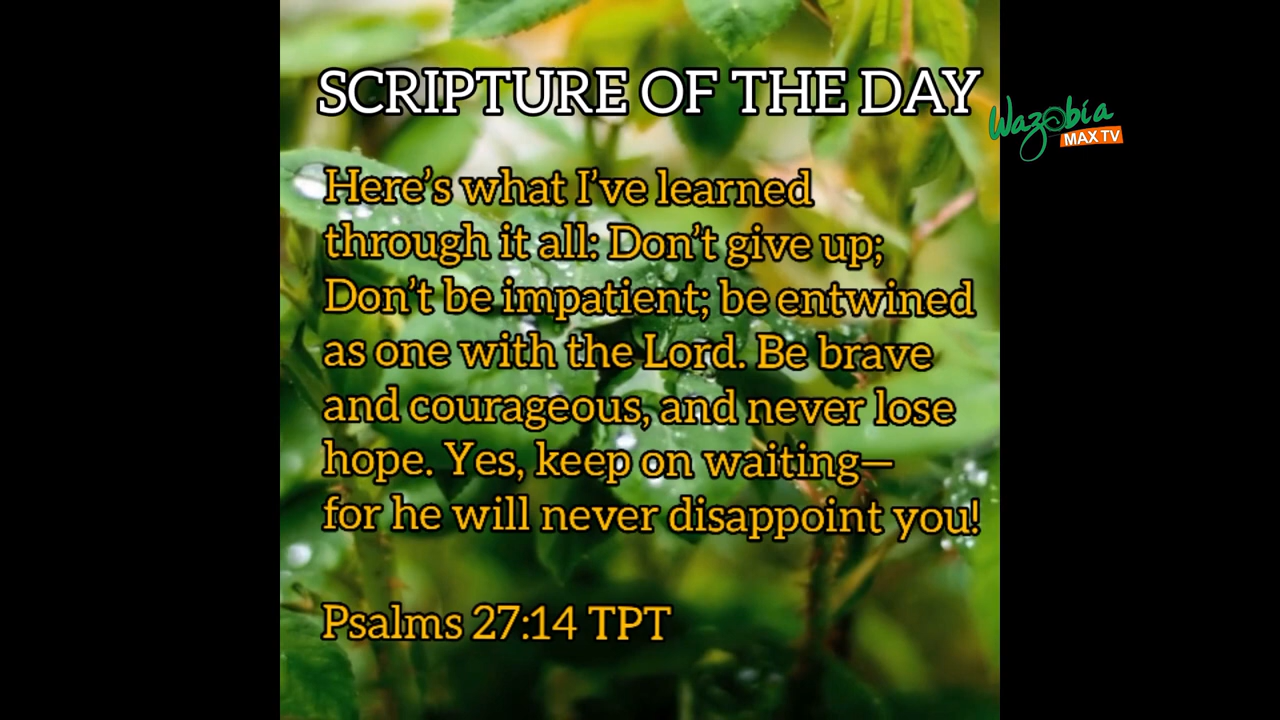 SCRIPTURE OF THE DAY
Wazobia
MAX TV
Here’s what I’ve learned
through it all: Don’t give up;
Don’t be impatient; be entwined
as one with the Lord. Be brave
and courageous, and never lose
hope. Yes, keep on waiting—
for he will never disappoint you!
Psalms 27:14 TPT